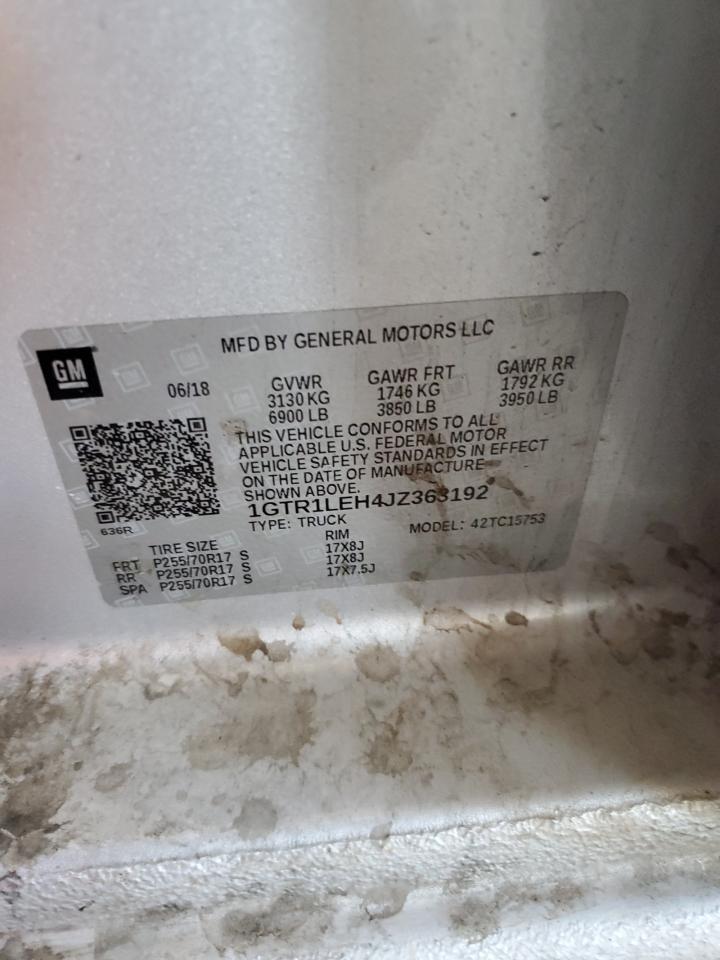 MFD BY GENERAL MOTORS LLC
GM
06/18
GVWR
3130 KG
6900 LB
GAWR FRT
1746 KG
3850 LB
GAWR RR
1792 KG
3950 LB
THIS VEHICLE CONFORMS TO ALL
APPLICABLE U.S. FEDERAL MOTOR
VEHICLE SAFETY STANDARDS IN EFFECT
ON THE DATE OF MANUFACTURE
SHOWN ABOVE.
1GTR1LEH4JZ363192
636R
TYPE: TRUCK
MODEL: 42TC15753
TIRE SIZE RIM
FRT P255/70R17 S 17X8J
RR P255/70R17 S 17X8J
SPA P255/70R17 S 17X7.5J